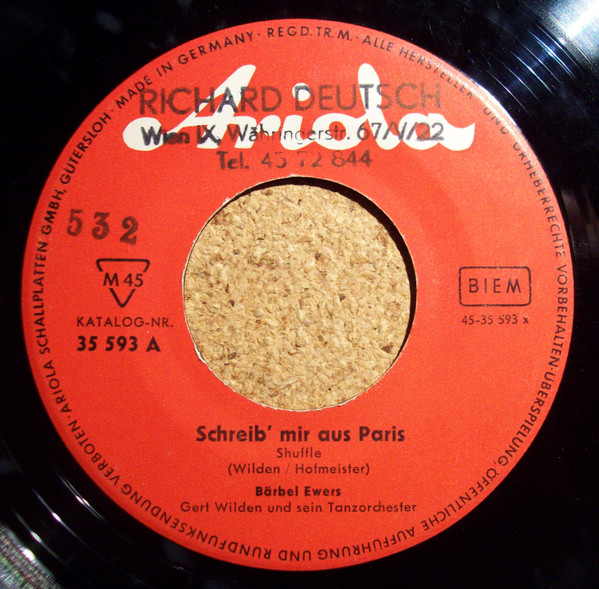 ARIOLA SCHALLPLATTEN GMBH, GÜTERSLOH · MADE IN GERMANY · REGD. TR. M. · ALLE HERSTELLER- UND URHEBERRECHTE VORBEHALTEN · ÜBERSPIELUNG, ÖFFENTLICHE AUFFÜHRUNG UND RUNDFUNKSENDUNG VERBOTEN ·
Ariola
RICHARD DEUTSCH
Wien IX, Währingerstr. 67/V/22
Tel. 45 72 844
532
M 45
KATALOG-NR.
35 593 A
BIEM
45-35 593 x
Schreib' mir aus Paris
Shuffle
(Wilden / Hofmeister)
Bärbel Ewers
Gert Wilden und sein Tanzorchester